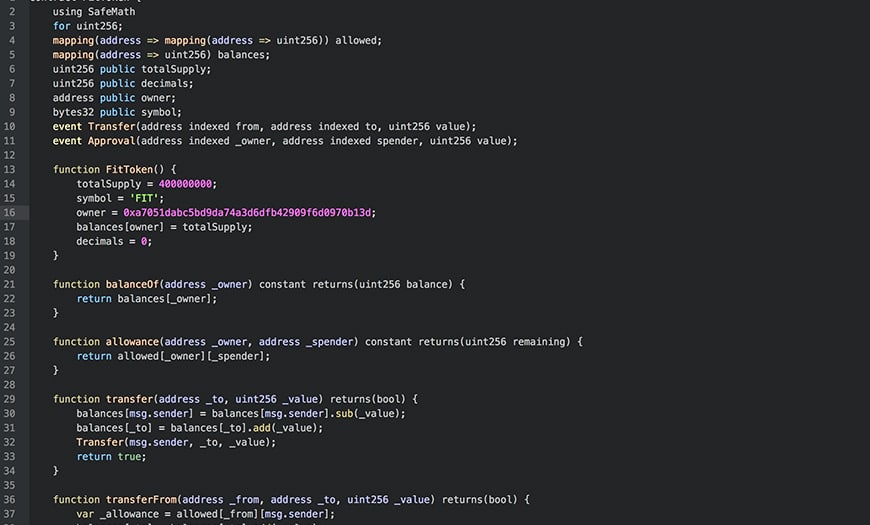 2 using SafeMath
3 for uint256;
4 mapping(address => mapping(address => uint256)) allowed;
5 mapping(address => uint256) balances;
6 uint256 public totalSupply;
7 uint256 public decimals;
8 address public owner;
9 bytes32 public symbol;
10 event Transfer(address indexed from, address indexed to, uint256 value);
11 event Approval(address indexed _owner, address indexed spender, uint256 value);
12
13 function FitToken() {
14 totalSupply = 400000000;
15 symbol = 'FIT';
16 owner = 0xa7051dabc5bd9da74a3d6dfb42909f6d0970b13d;
17 balances[owner] = totalSupply;
18 decimals = 0;
19 }
20
21 function balanceOf(address _owner) constant returns(uint256 balance) {
22 return balances[_owner];
23 }
24
25 function allowance(address _owner, address _spender) constant returns(uint256 remaining) {
26 return allowed[_owner][_spender];
27 }
28
29 function transfer(address _to, uint256 _value) returns(bool) {
30 balances[msg.sender] = balances[msg.sender].sub(_value);
31 balances[_to] = balances[_to].add(_value);
32 Transfer(msg.sender, _to, _value);
33 return true;
34 }
35
36 function transferFrom(address _from, address _to, uint256 _value) returns(bool) {
37 var _allowance = allowed[_from][msg.sender];